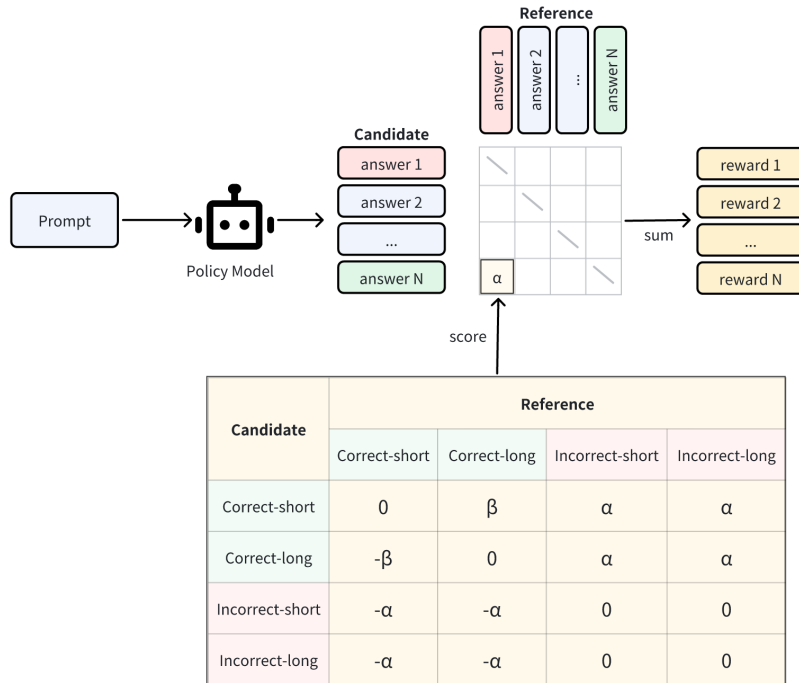 Reference
answer 1
answer 2
...
answer N
Candidate
answer 1
answer 2
...
answer N
Prompt
Policy Model
α
sum
reward 1
reward 2
...
reward N
score
Candidate
Reference
Correct-short Correct-long Incorrect-short Incorrect-long
Correct-short 0 β α α
Correct-long -β 0 α α
Incorrect-short -α -α 0 0
Incorrect-long -α -α 0 0